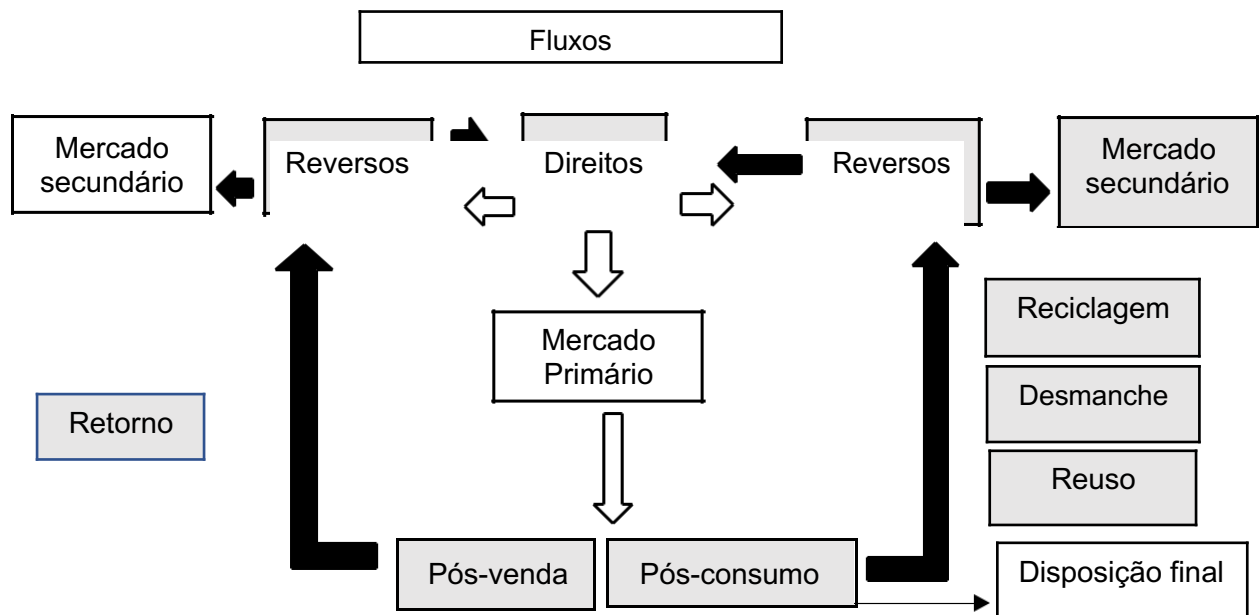 Fluxos
Mercado
secundário
Reversos
Direitos
Reversos
Mercado
secundário
Mercado
Primário
Reciclagem
Desmanche
Retorno
Reuso
Pós-venda
Pós-consumo
Disposição final